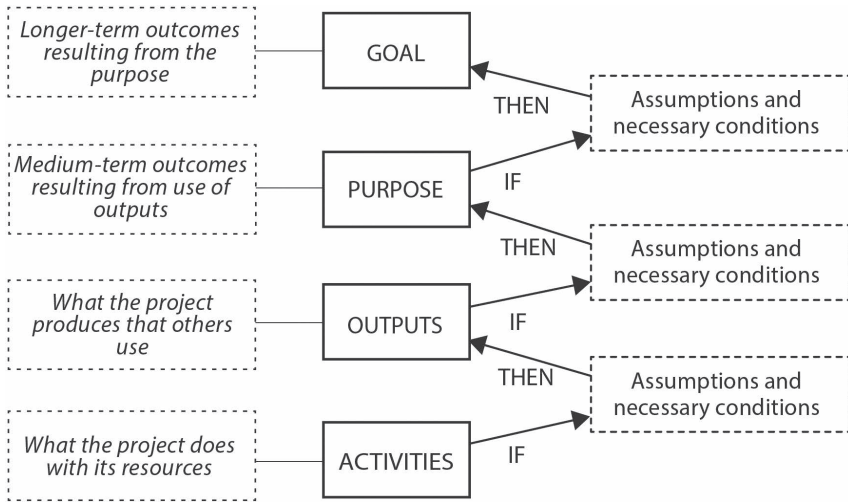 Longer-term outcomes
resulting from the
purpose
GOAL
THEN
Assumptions and
necessary conditions
Medium-term outcomes
resulting from use of
outputs
PURPOSE
IF
THEN
Assumptions and
necessary conditions
What the project
produces that others
use
OUTPUTS
IF
THEN
Assumptions and
necessary conditions
What the project does
with its resources
ACTIVITIES
IF